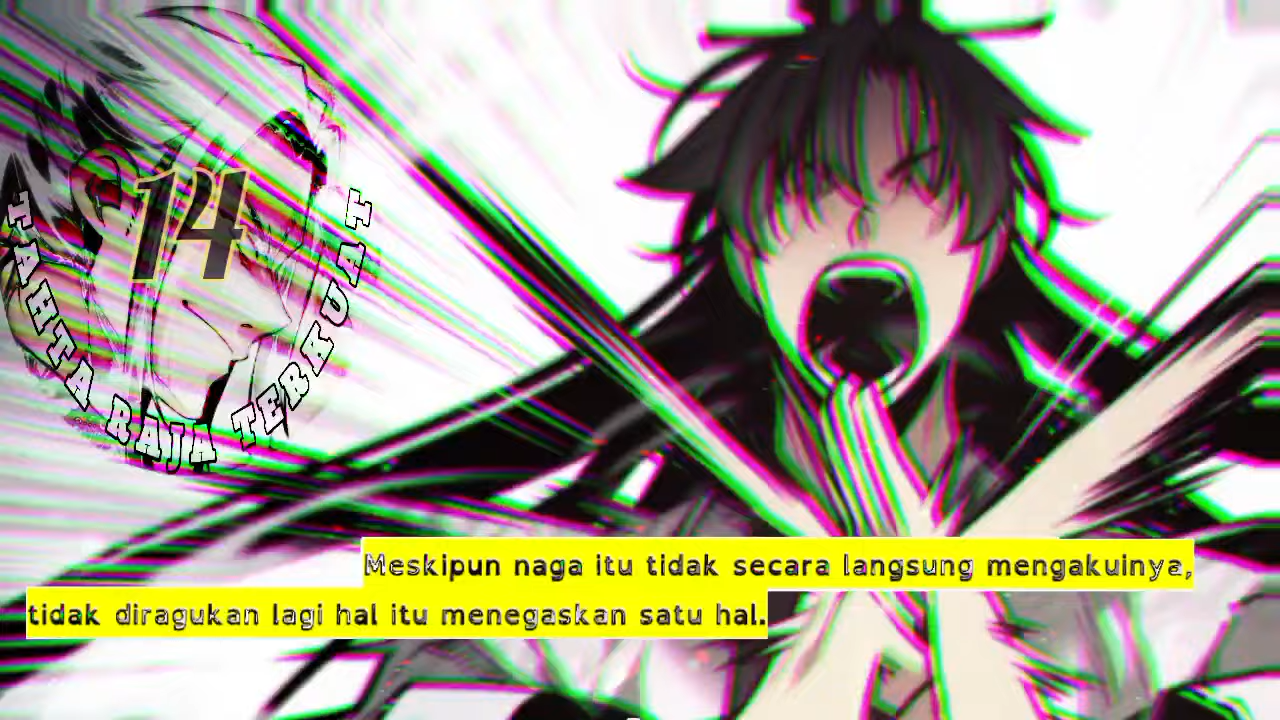 14
TAHTA RAJA TERKUAT
Meskipun naga itu tidak secara langsung mengakuinya,
tidak diragukan lagi hal itu menegaskan satu hal.